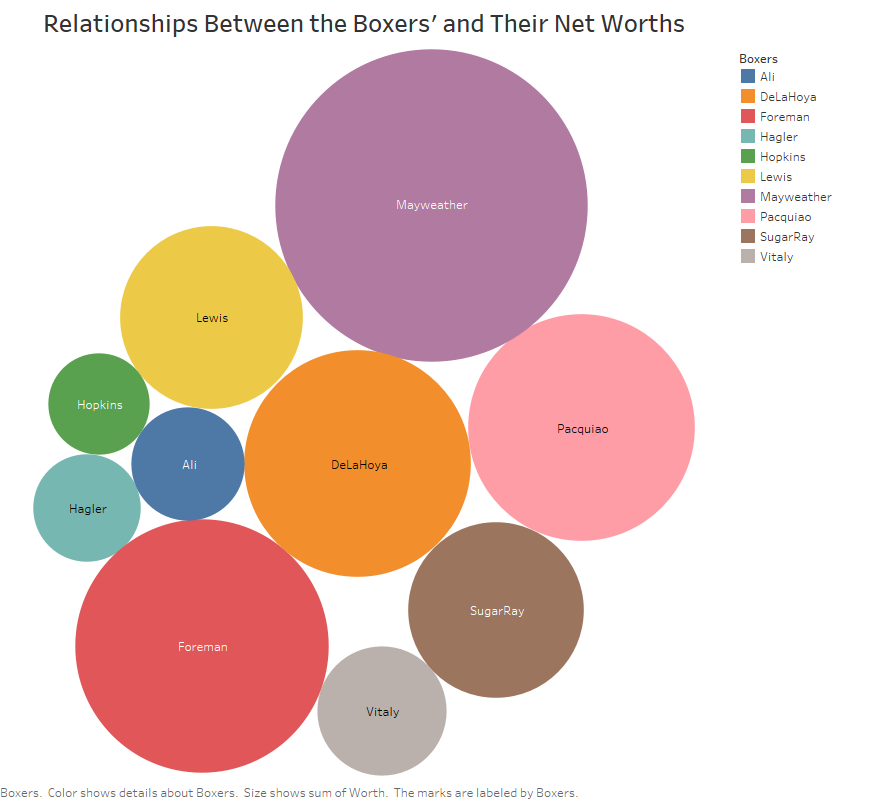 Relationships Between the Boxers’ and Their Net Worths
Boxers
Ali
DeLaHoya
Foreman
Hagler
Hopkins
Lewis
Mayweather
Pacquiao
SugarRay
Vitaly
Mayweather
Lewis
Hopkins
Pacquiao
Ali
DeLaHoya
Hagler
SugarRay
Foreman
Vitaly
Boxers. Color shows details about Boxers. Size shows sum of Worth. The marks are labeled by Boxers.